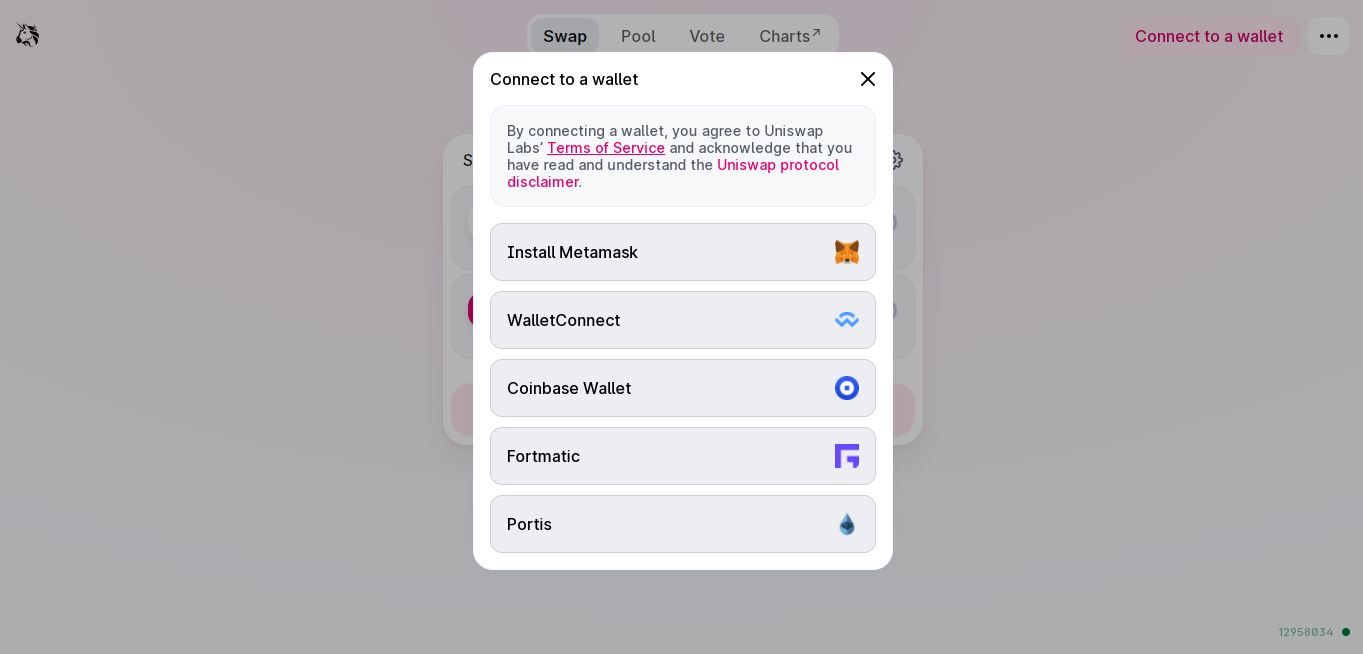 Swap
Pool
Vote
Charts↗
Connect to a wallet
Connect to a wallet
By connecting a wallet, you agree to Uniswap
Labs’ Terms of Service and acknowledge that you
have read and understand the Uniswap protocol
disclaimer.
Install Metamask
WalletConnect
Coinbase Wallet
Fortmatic
Portis
12958034